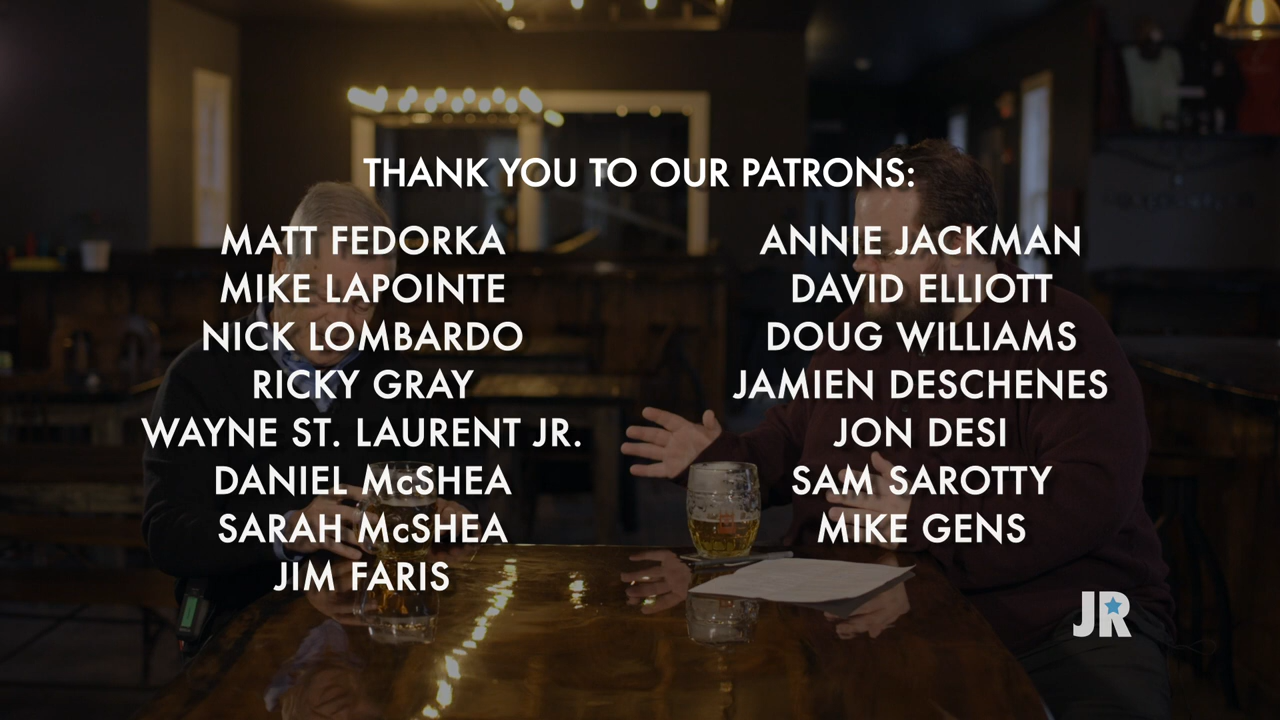 THANK YOU TO OUR PATRONS:
MATT FEDORKA
MIKE LAPOINTE
NICK LOMBARDO
RICKY GRAY
WAYNE ST. LAURENT JR.
DANIEL McSHEA
SARAH McSHEA
JIM FARIS
ANNIE JACKMAN
DAVID ELLIOTT
DOUG WILLIAMS
JAMIEN DESCHENES
JON DESI
SAM SAROTTY
MIKE GENS
JR